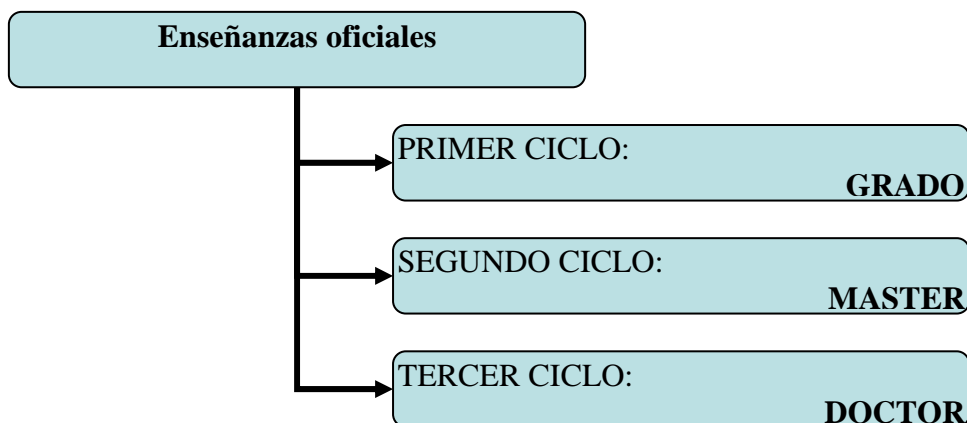 Enseñanzas oficiales
PRIMER CICLO:
GRADO
SEGUNDO CICLO:
MASTER
TERCER CICLO:
DOCTOR